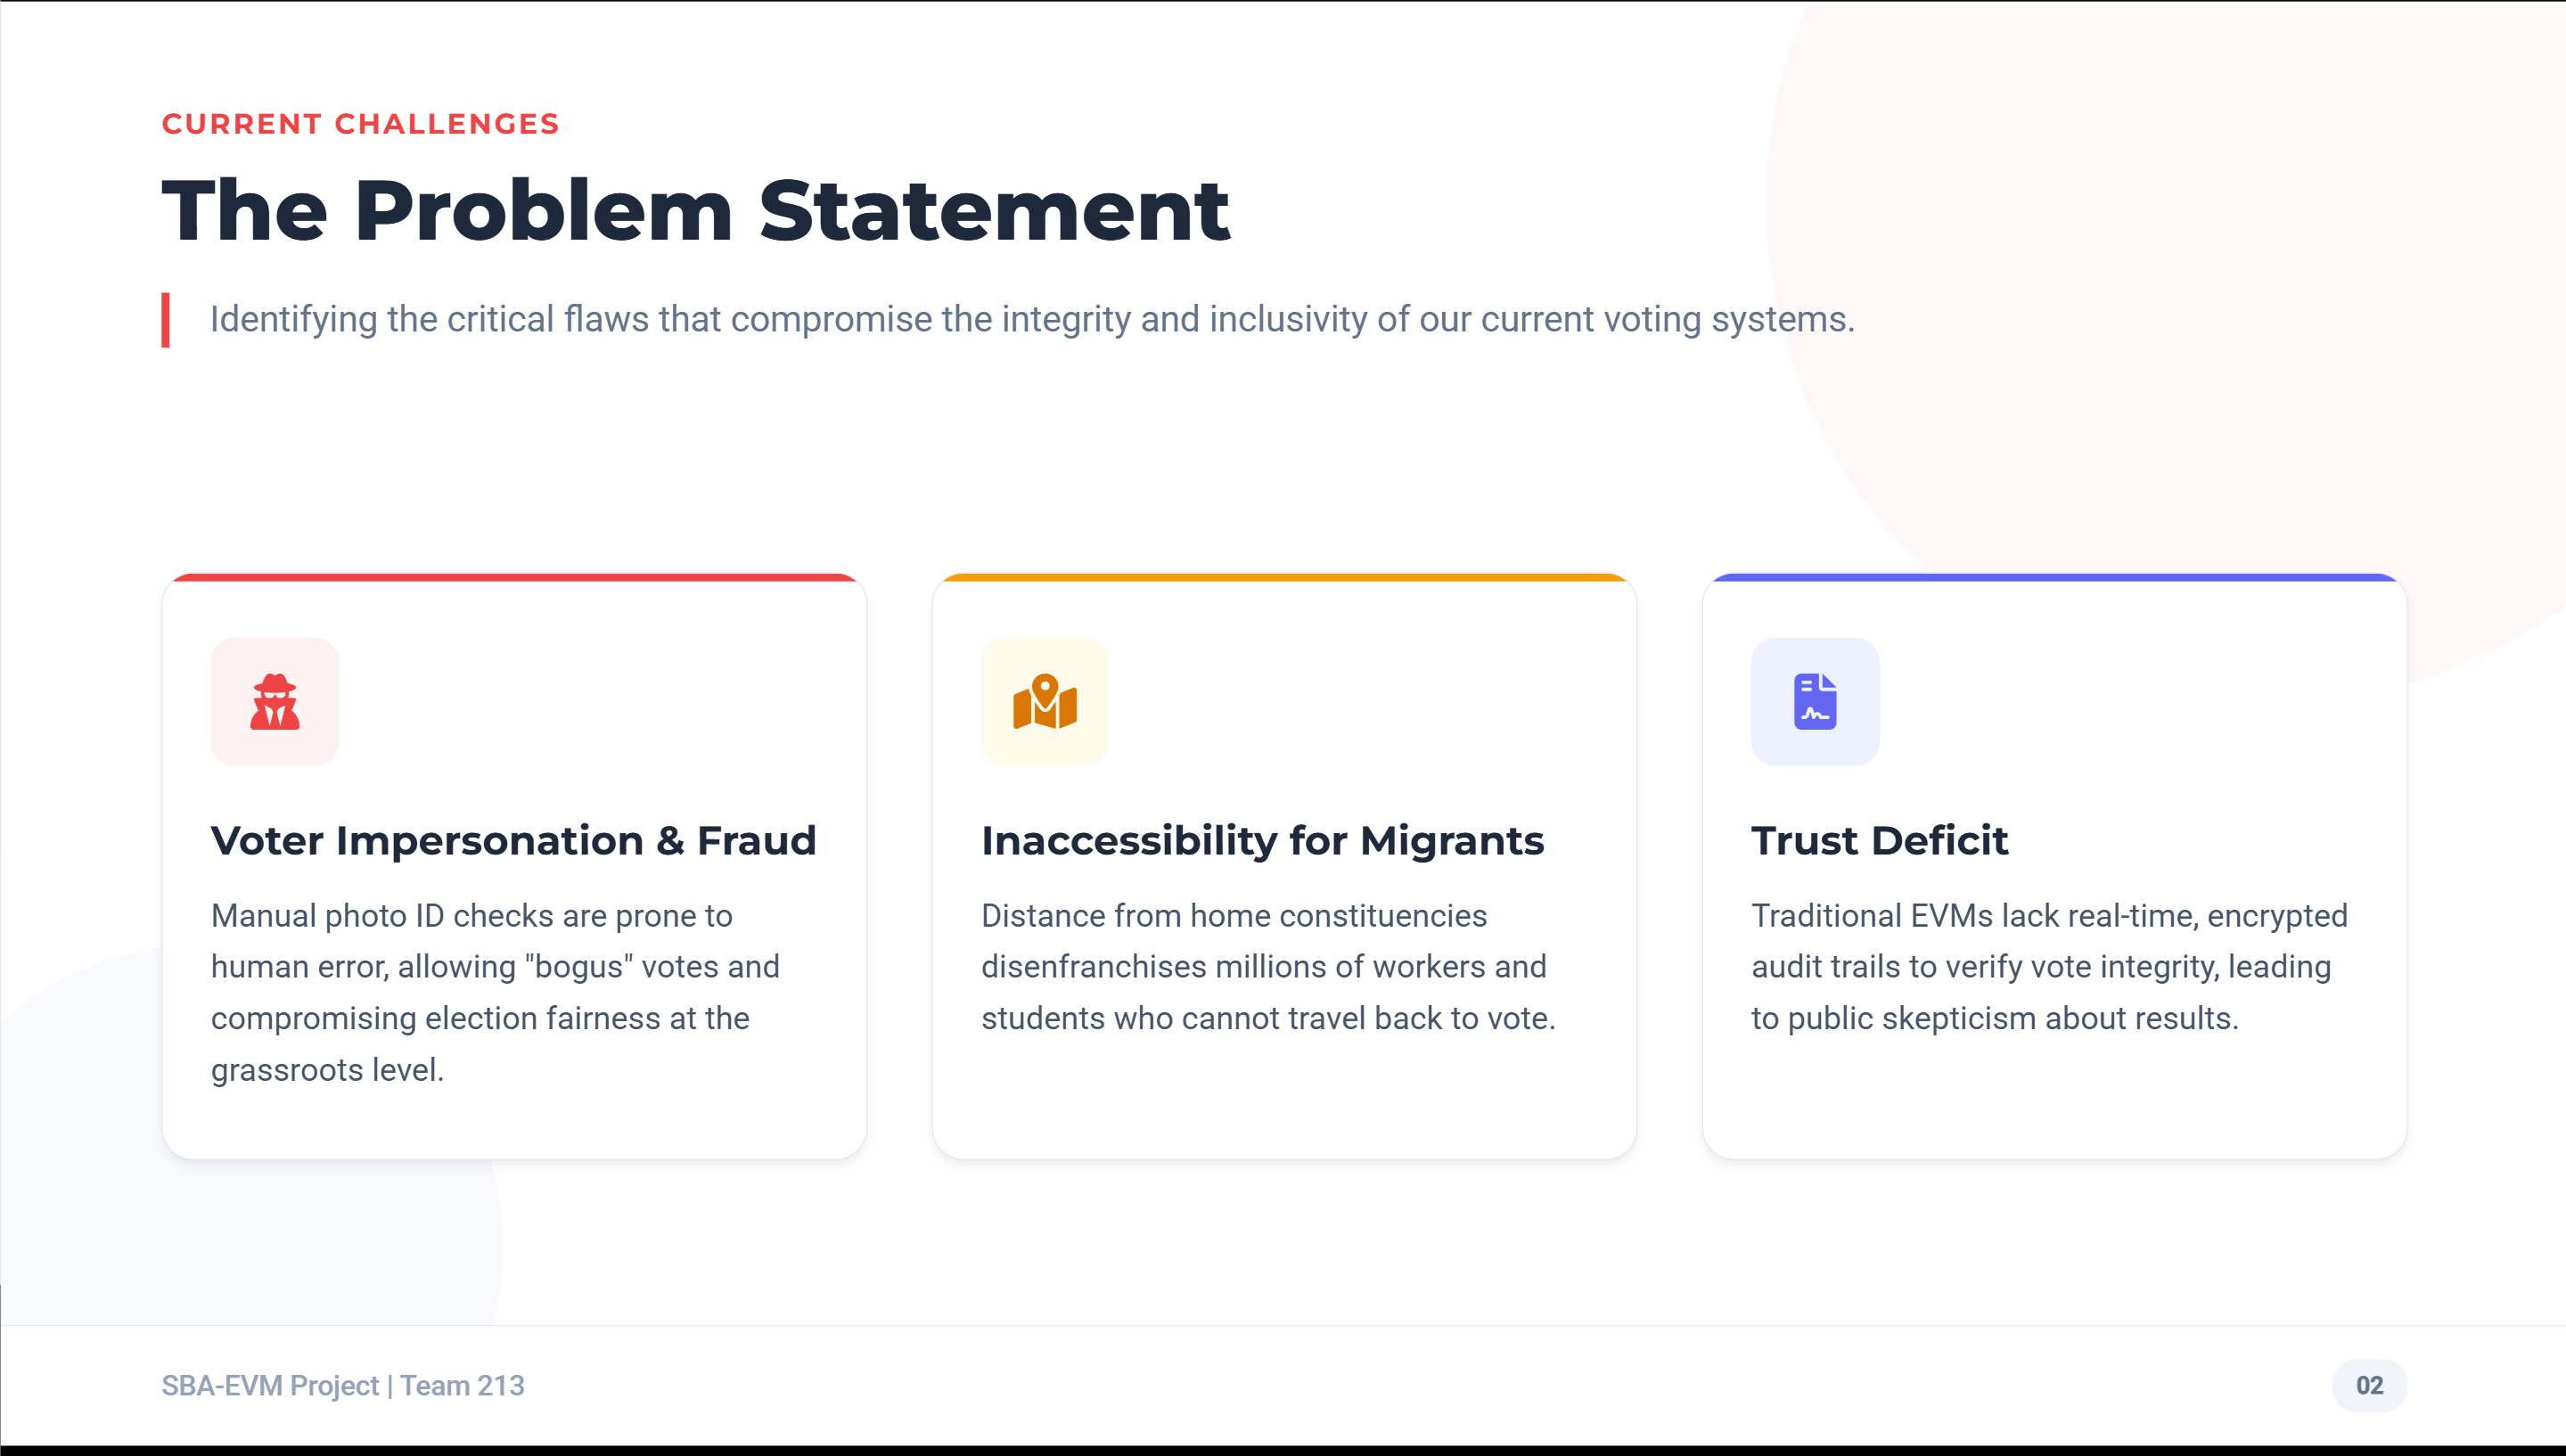 CURRENT CHALLENGES
The Problem Statement
Identifying the critical flaws that compromise the integrity and inclusivity of our current voting systems.
Voter Impersonation & Fraud
Manual photo ID checks are prone to
human error, allowing "bogus" votes and
compromising election fairness at the
grassroots level.
Inaccessibility for Migrants
Distance from home constituencies
disenfranchises millions of workers and
students who cannot travel back to vote.
Trust Deficit
Traditional EVMs lack real-time, encrypted
audit trails to verify vote integrity, leading
to public skepticism about results.
SBA-EVM Project | Team 213
02